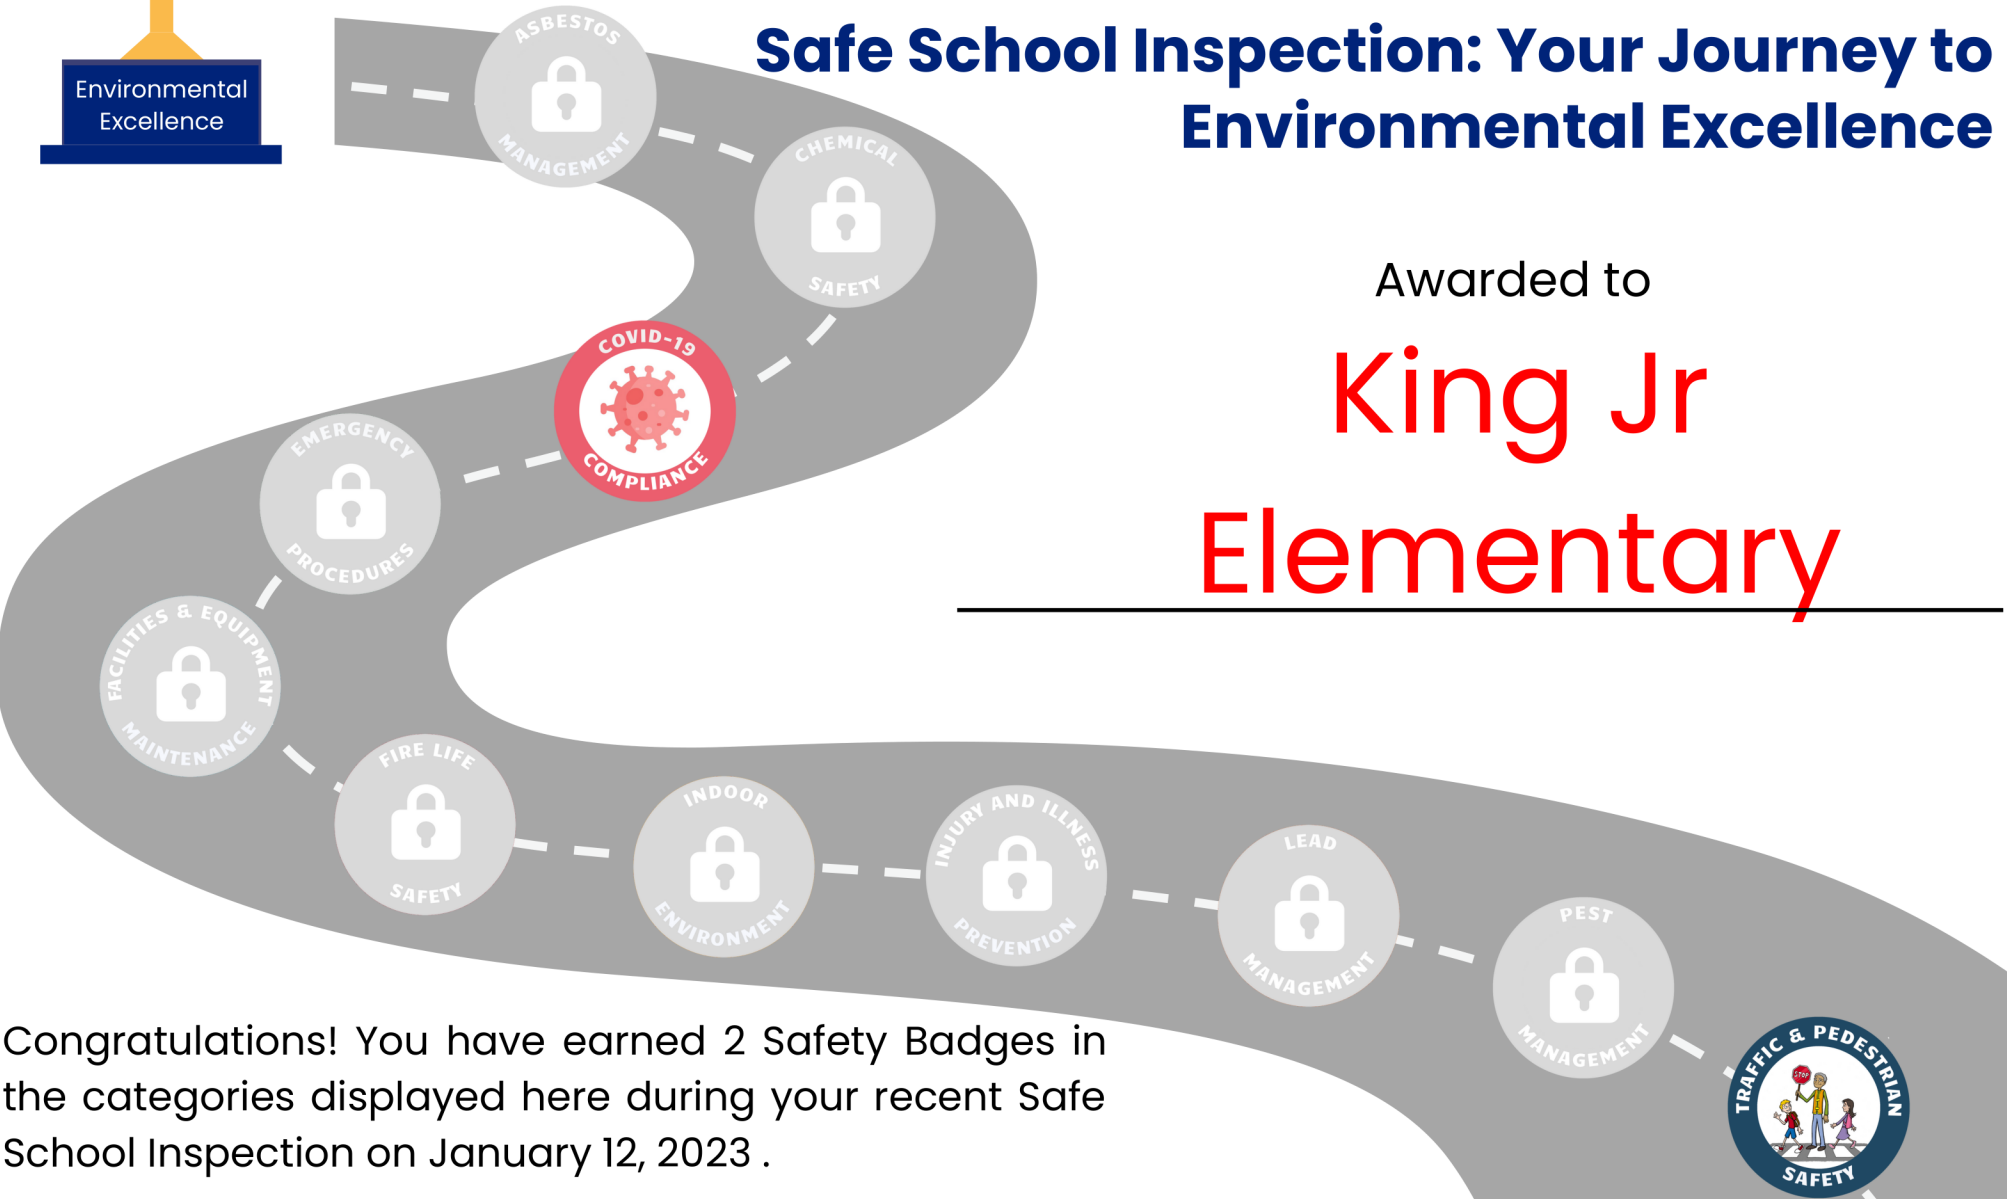 Environmental
Excellence
Safe School Inspection: Your Journey to
Environmental Excellence
Awarded to
King Jr
Elementary
ASBESTOS
MANAGEMENT
CHEMICAL
SAFETY
COVID-19
COMPLIANCE
EMERGENCY
PROCEDURES
FACILITIES & EQUIPMENT
MAINTENANCE
FIRE LIFE
SAFETY
INDOOR
ENVIRONMENT
INJURY AND ILLNESS
PREVENTION
LEAD
MANAGEMENT
PEST
MANAGEMENT
TRAFFIC & PEDESTRIAN
STOP
SAFETY
Congratulations! You have earned 2 Safety Badges in
the categories displayed here during your recent Safe
School Inspection on January 12, 2023 .